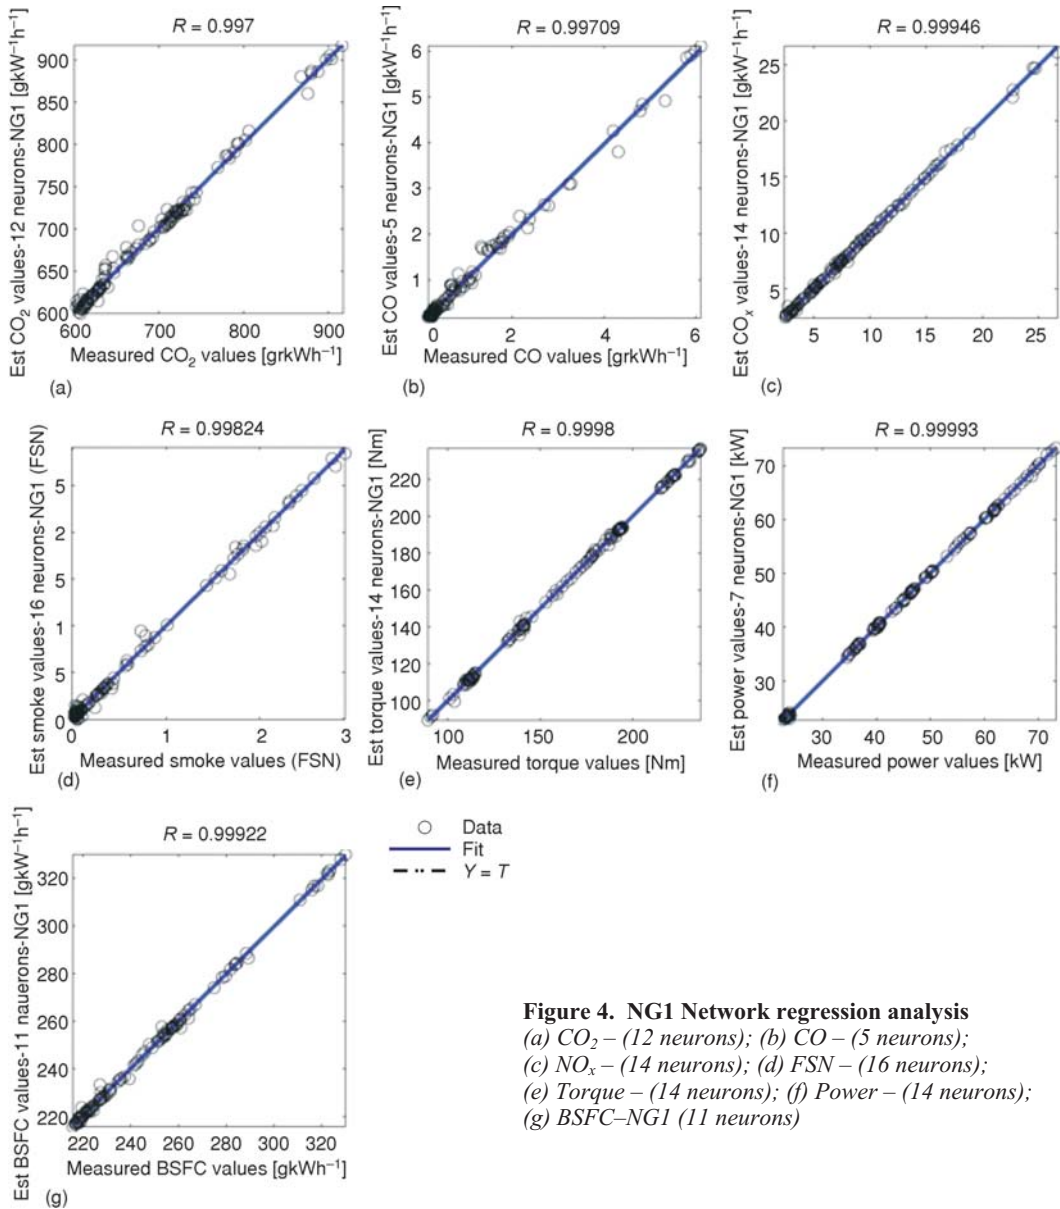 R = 0.997
Est CO₂ values-12 neurons-NG1 [gkW⁻¹h⁻¹]
900
850
800
750
700
650
600
600 700 800 900
Measured CO₂ values [grkWh⁻¹]
(a)
R = 0.99709
Est CO values-5 neurons-NG1 [gkW⁻¹h⁻¹]
6
5
4
3
2
1
0 2 4 6
Measured CO values [grkWh⁻¹]
(b)
R = 0.99946
Est COₓ values-14 neurons-NG1 [gkW⁻¹h⁻¹]
25
20
15
10
5
5 10 15 20 25
(c)
R = 0.99824
Est smoke values-16 neurons-NG1 (FSN)
5
2
5
1
5
0
0 1 2 3
Measured smoke values (FSN)
(d)
R = 0.9998
Est torque values-14 neurons-NG1 [Nm]
220
200
180
160
140
120
100
100 150 200
Measured torque values [Nm]
(e)
R = 0.99993
Est power values-7 neurons-NG1 [kW]
70
60
50
40
30
30 40 50 60 70
Measured power values [kW]
(f)
R = 0.99922
Est BSFC values-11 nauerons-NG1 [gkW⁻¹h⁻¹]
320
300
280
260
240
220
220 240 260 280 300 320
Measured BSFC values [gkWh⁻¹]
(g)
Data
Fit
Y = T
Figure 4. NG1 Network regression analysis
(a) CO₂ – (12 neurons); (b) CO – (5 neurons);
(c) NOₓ – (14 neurons); (d) FSN – (16 neurons);
(e) Torque – (14 neurons); (f) Power – (14 neurons);
(g) BSFC–NG1 (11 neurons)